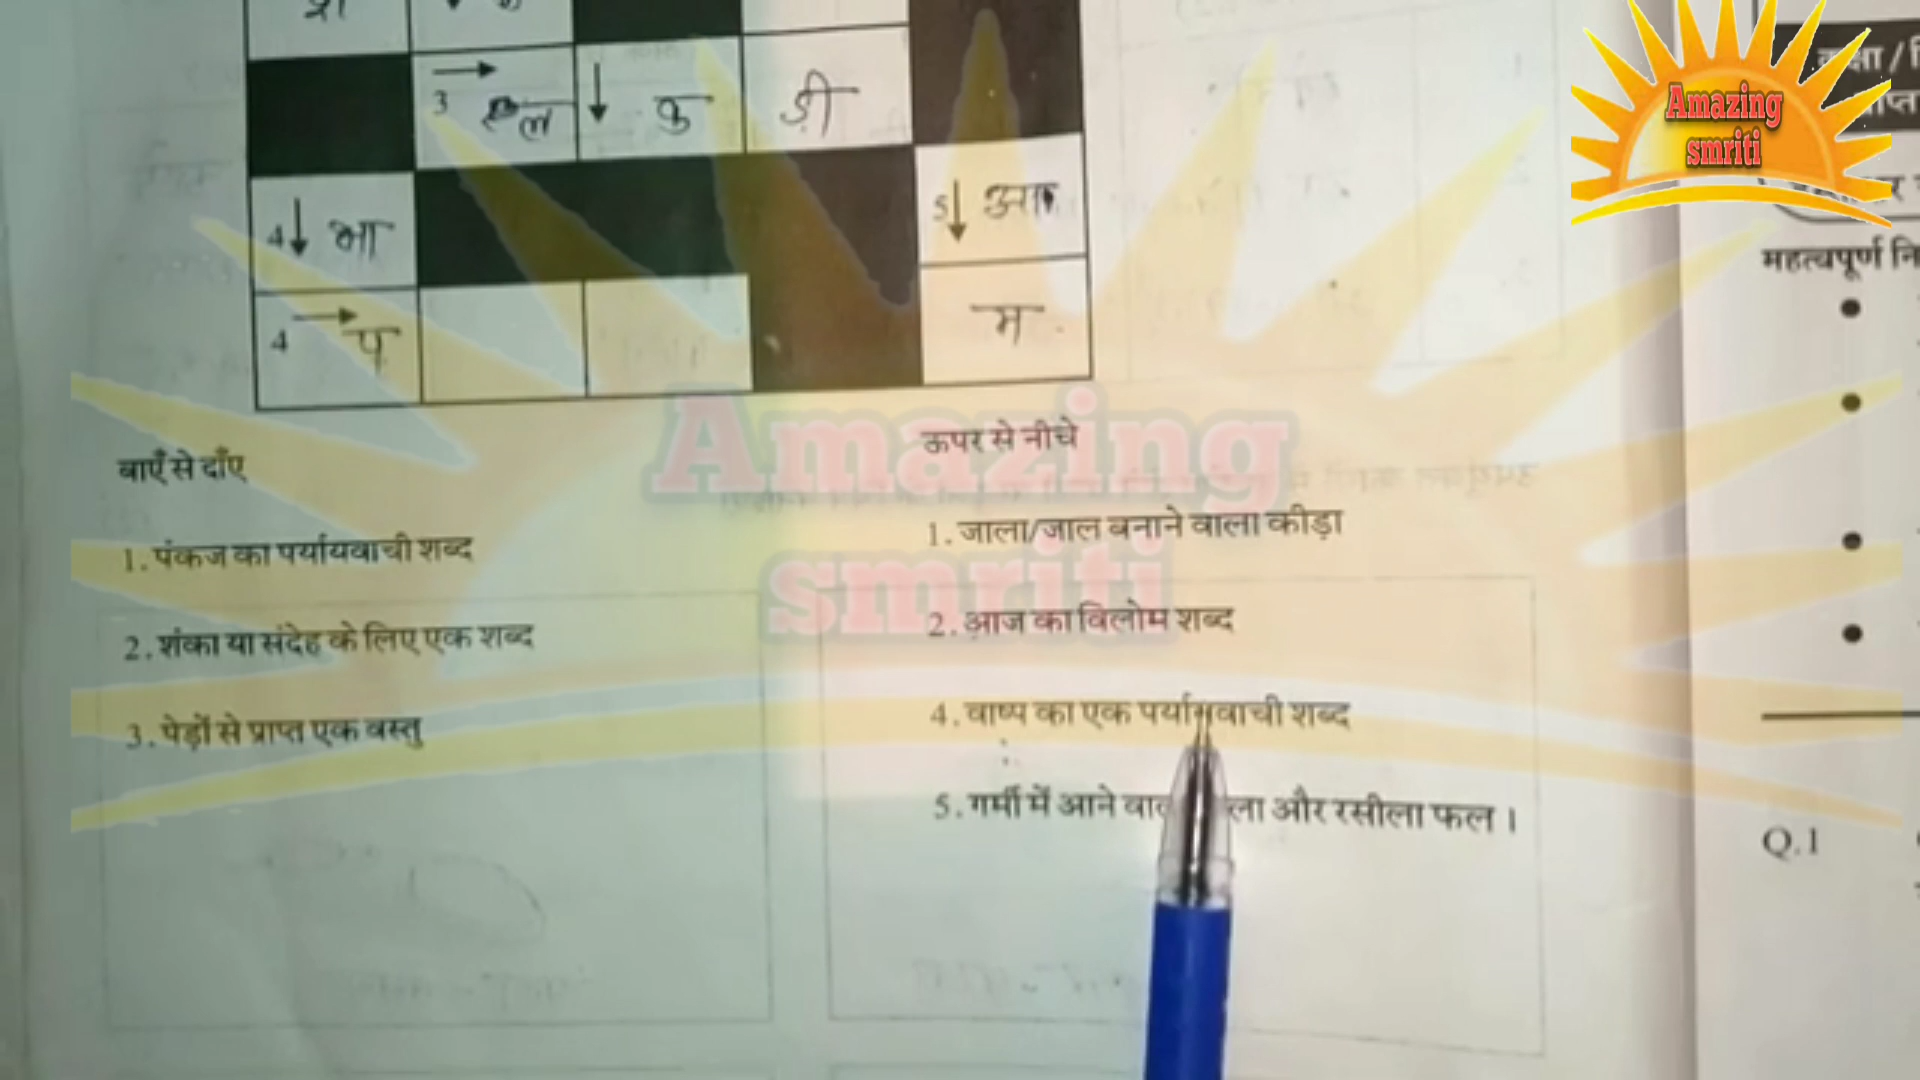 3 ल कु ड़ी
4 भा
5 आ
4 प
म
Amazing
smriti
महत्वपूर्ण नि
बाएँ से दाँए
ऊपर से नीचे
1. पंकज का पर्यायवाची शब्द
1. जाला/जाल बनाने वाला कीड़ा
2. शंका या संदेह के लिए एक शब्द
2. आज का विलोम शब्द
3. पेड़ों से प्राप्त एक वस्तु
4. वाष्प का एक पर्यायवाची शब्द
5. गर्मी में आने और रसीला फल ।
Amazing
smriti
Q.1